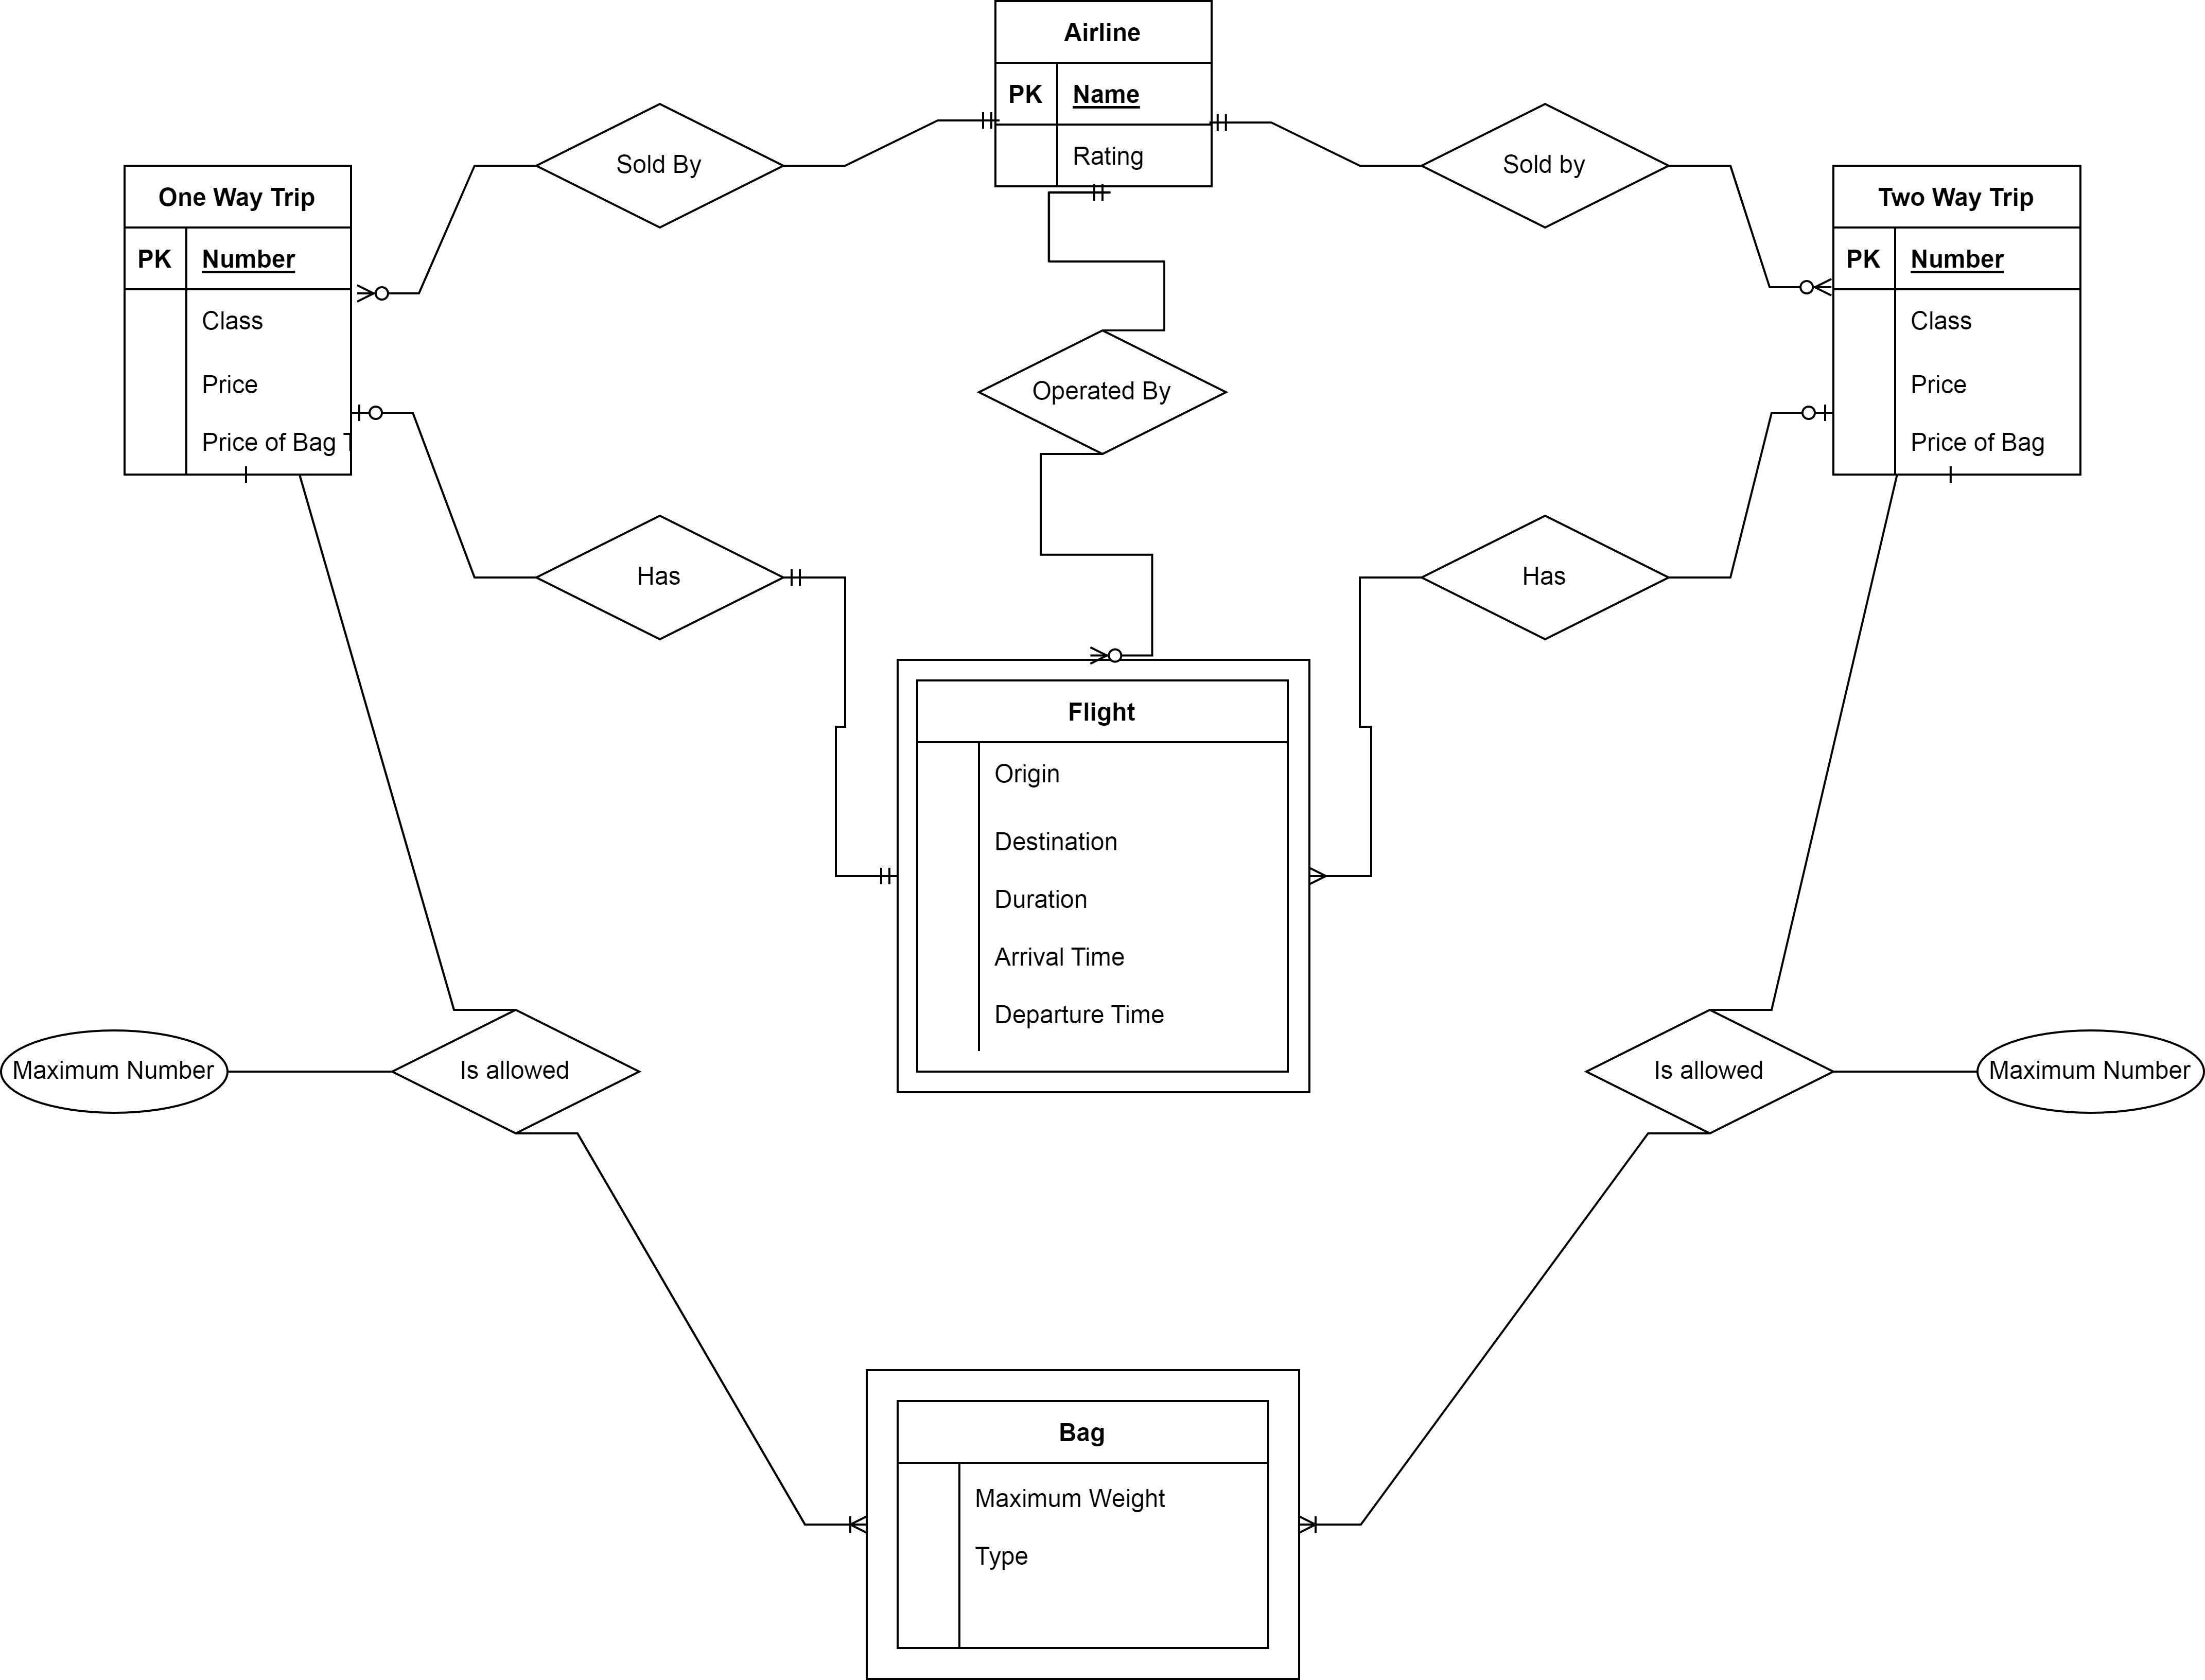 Airline
PK Name
Rating
Sold By
Sold by
One Way Trip
PK Number
Class
Price
Price of Bag
Two Way Trip
PK Number
Class
Price
Price of Bag
Operated By
Has
Has
Flight
Origin
Destination
Duration
Arrival Time
Departure Time
Maximum Number
Is allowed
Is allowed
Maximum Number
Bag
Maximum Weight
Type